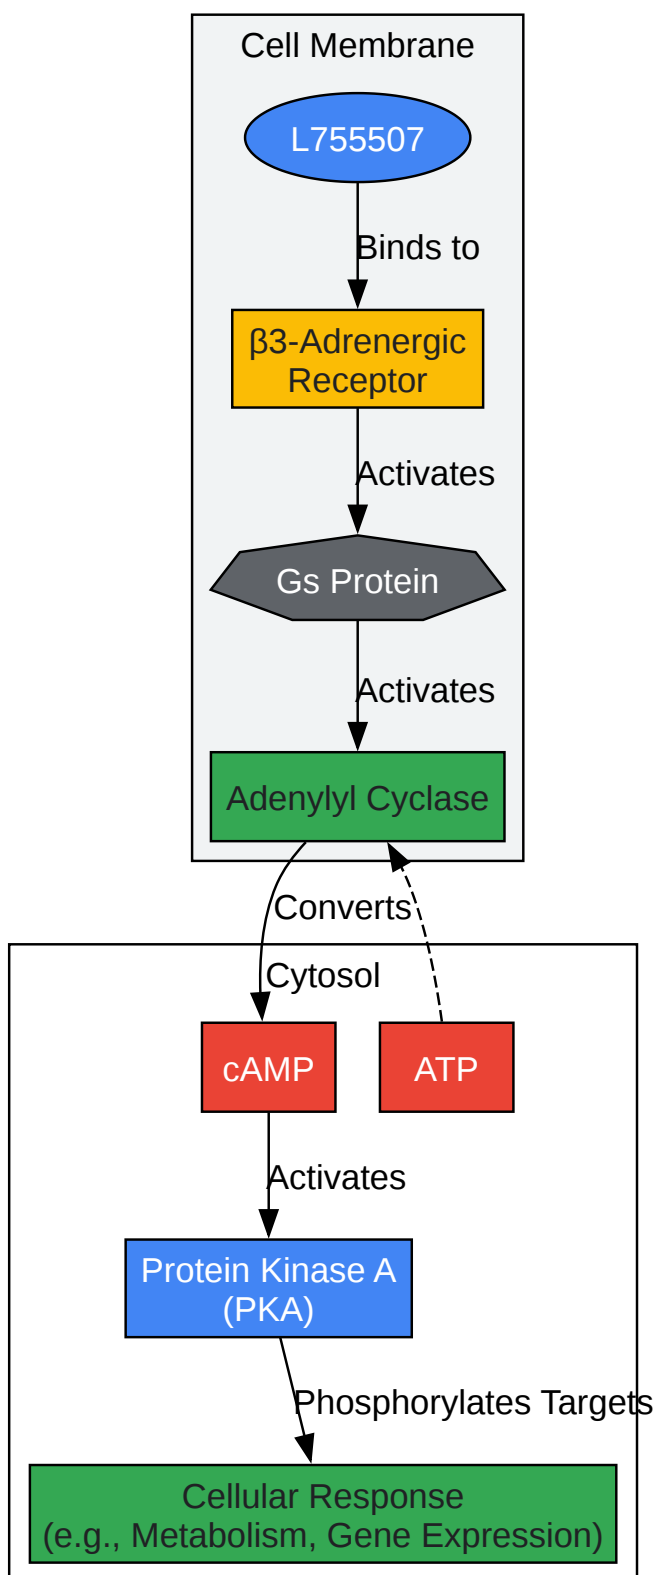 Cell Membrane
L755507
Binds to
β3-Adrenergic
Receptor
Activates
Gs Protein
Activates
Adenylyl Cyclase
Converts
Cytosol
cAMP
ATP
Activates
Protein Kinase A
(PKA)
Phosphorylates Targets
Cellular Response
(e.g., Metabolism, Gene Expression)